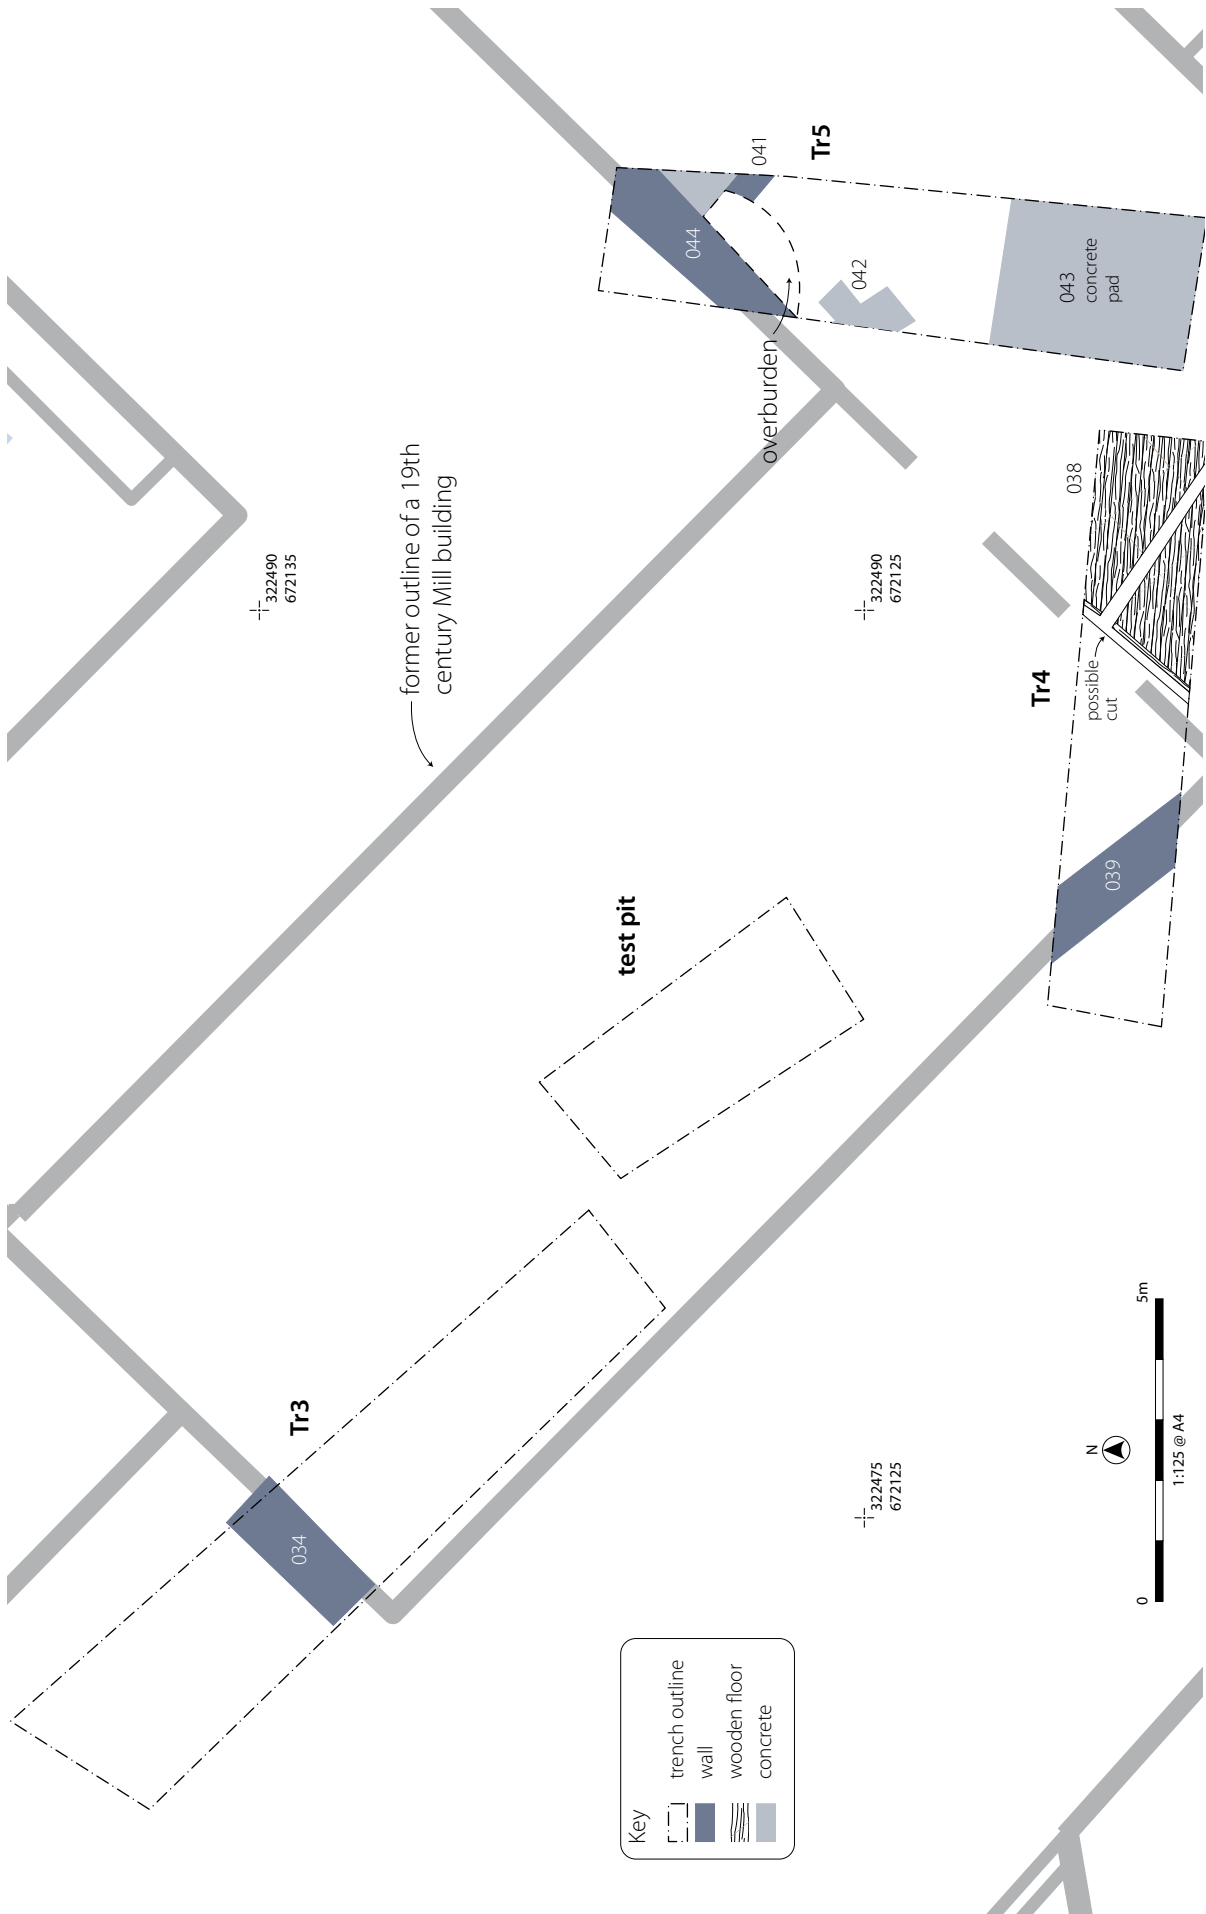 former outline of a 19th
century Mill building
322490
672135
Tr5
041
044
042
043
concrete
pad
overburden
322490
672125
038
Tr4
possible
cut
039
test pit
Tr3
034
322475
672125
N
0
5m
1:125 @ A4
Key
trench outline
wall
wooden floor
concrete